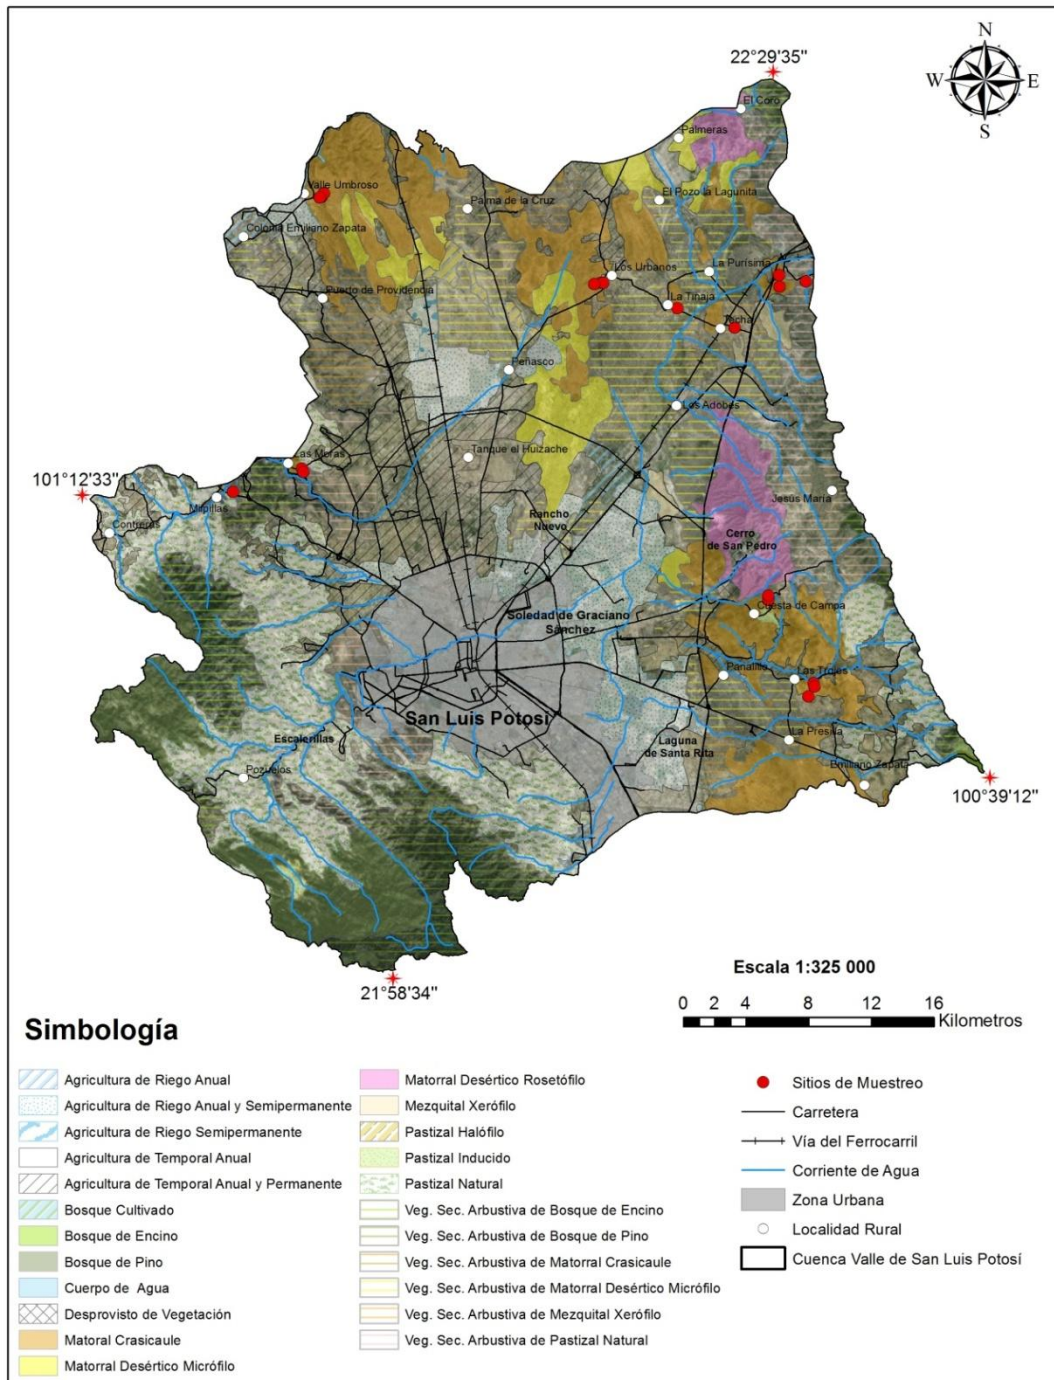 N
W E
S
22°29'35"
El Coro
Palmeras
Valle Umbroso
El Pozo la Lagunita
Palma de la Cruz
Colonia Emiliano Zapata
La Purísima
Los Urbanos
Puerto de Providencia
La Tinaja
Techa
Peñasco
Los Adobes
Las Moras
Tanque el Huizache
101°12'33"
Jesús María
Milpillas
Rancho
Nuevo
Contreras
Cerro
de San Pedro
Cuesta de Campa
Soledad de Graciano
Sánchez
Panalillo
Las Trojes
San Luis Potosí
Escalerillas
Laguna
de Santa Rita
La Presita
Emiliano Zapata
Pozuelos
100°39'12"
21°58'34"
Escala 1:325 000
0 2 4 8 12 16
Kilometros
Simbología
Agricultura de Riego Anual
Agricultura de Riego Anual y Semipermanente
Agricultura de Riego Semipermanente
Agricultura de Temporal Anual
Agricultura de Temporal Anual y Permanente
Bosque Cultivado
Bosque de Encino
Bosque de Pino
Cuerpo de Agua
Desprovisto de Vegetación
Matoral Crasicaule
Matorral Desértico Micrófilo
Matorral Desértico Rosetófilo
Mezquital Xerófilo
Pastizal Halófilo
Pastizal Inducido
Pastizal Natural
Veg. Sec. Arbustiva de Bosque de Encino
Veg. Sec. Arbustiva de Bosque de Pino
Veg. Sec. Arbustiva de Matorral Crasicaule
Veg. Sec. Arbustiva de Matorral Desértico Micrófilo
Veg. Sec. Arbustiva de Mezquital Xerófilo
Veg. Sec. Arbustiva de Pastizal Natural
Sitios de Muestreo
Carretera
Vía del Ferrocarril
Corriente de Agua
Zona Urbana
Localidad Rural
Cuenca Valle de San Luis Potosí